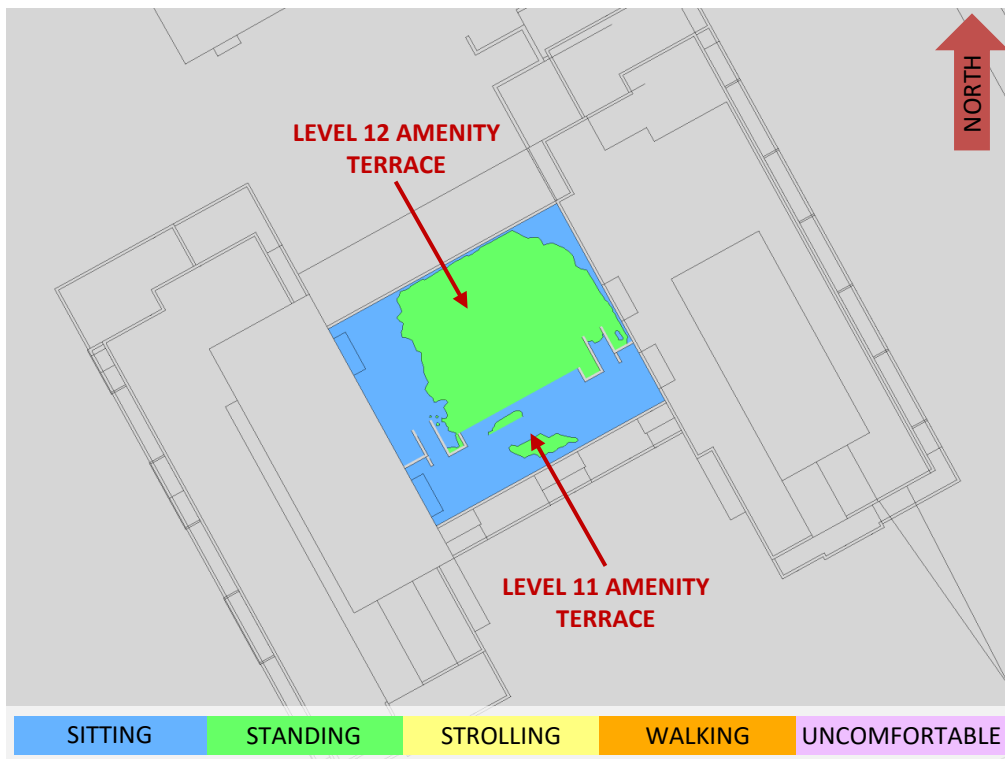 NORTH
LEVEL 12 AMENITY
TERRACE
LEVEL 11 AMENITY
TERRACE
SITTING
STANDING
STROLLING
WALKING
UNCOMFORTABLE